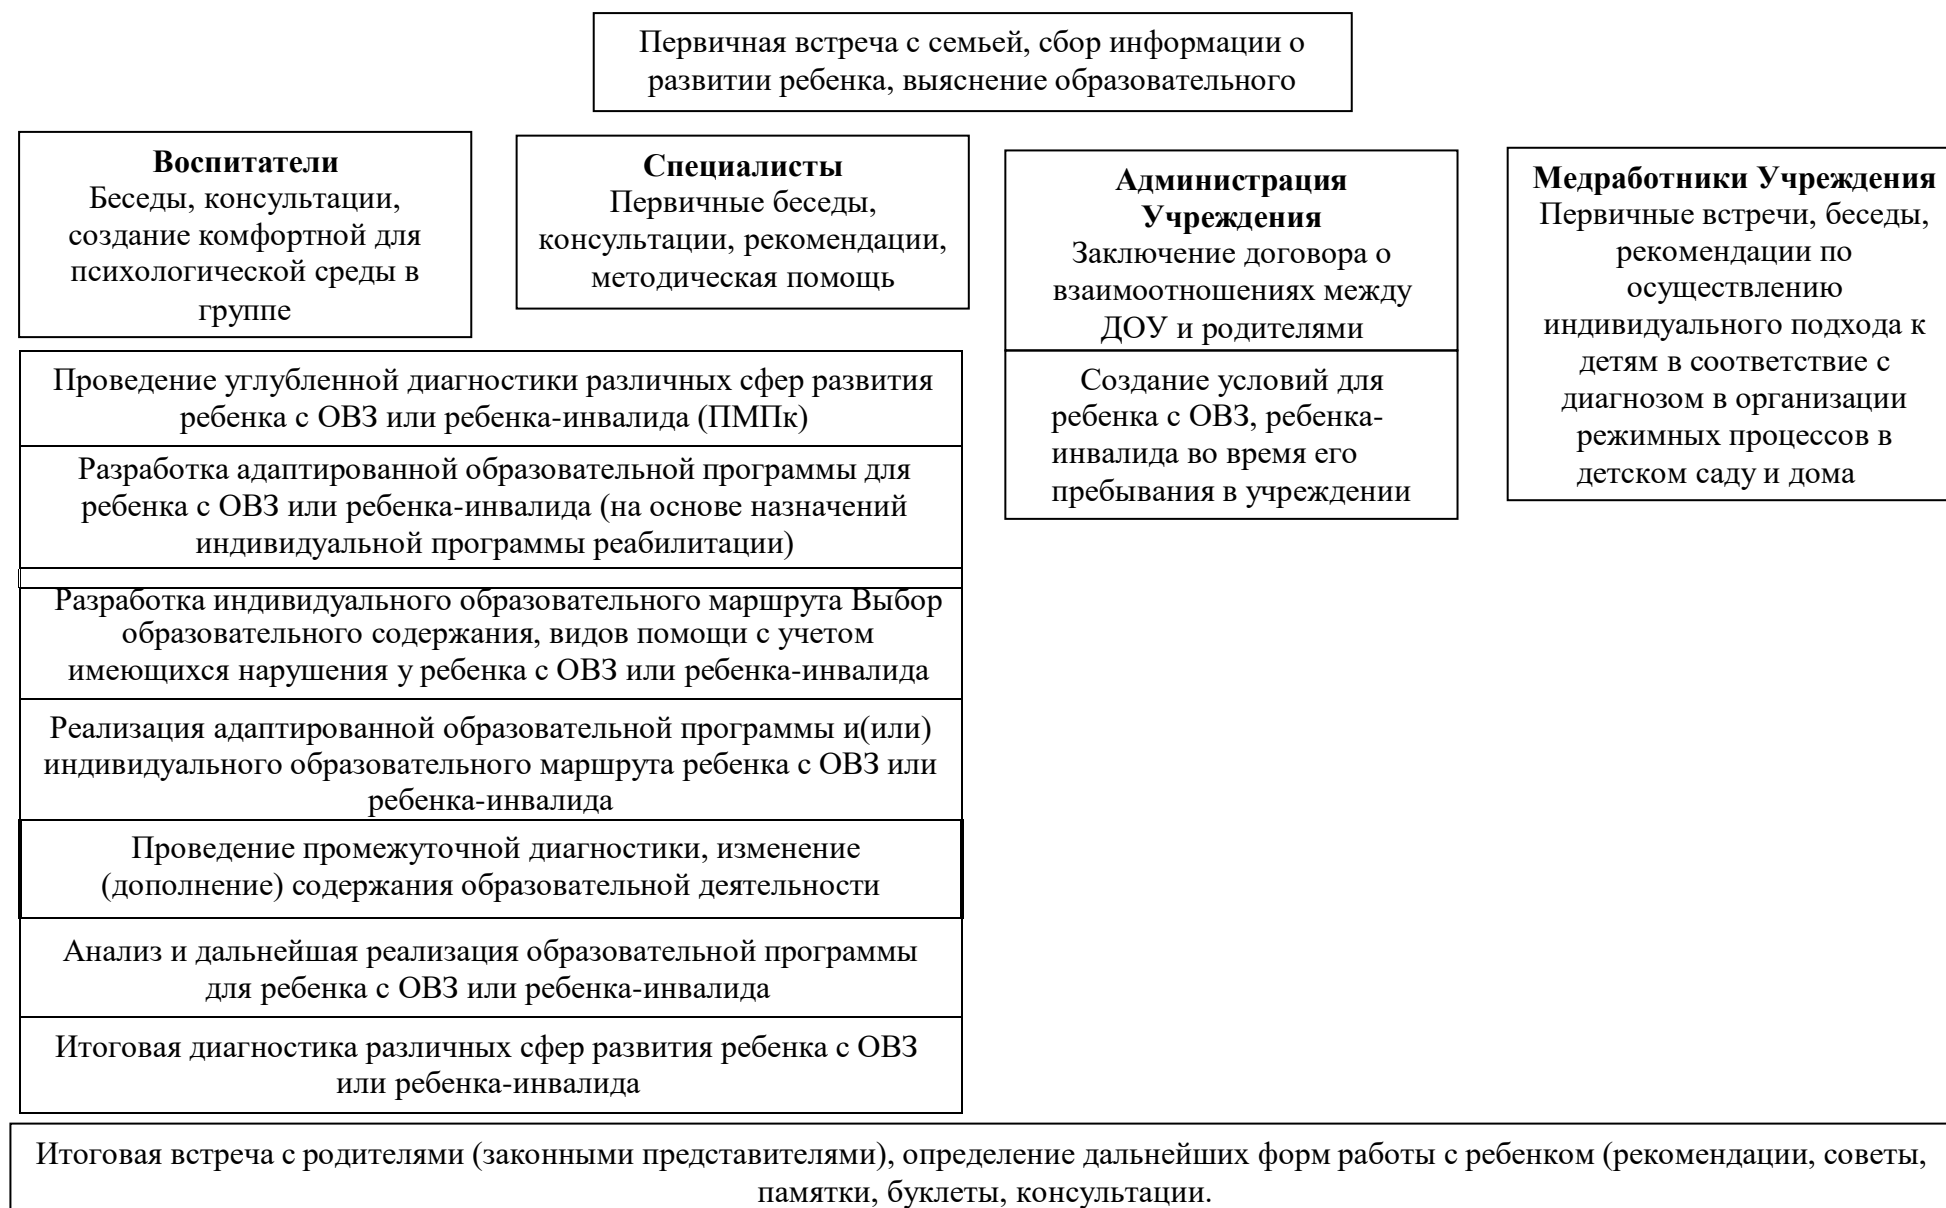 Первичная встреча с семьей, сбор информации о
развитии ребенка, выяснение образовательного
Воспитатели
Беседы, консультации,
создание комфортной для
психологической среды в
группе
Специалисты
Первичные беседы,
консультации, рекомендации,
методическая помощь
Администрация
Учреждения
Заключение договора о
взаимоотношениях между
ДОУ и родителями
Создание условий для
ребенка с ОВЗ, ребенка-
инвалида во время его
пребывания в учреждении
Медработники Учреждения
Первичные встречи, беседы,
рекомендации по
осуществлению
индивидуального подхода к
детям в соответствие с
диагнозом в организации
режимных процессов в
детском саду и дома
Проведение углубленной диагностики различных сфер развития
ребенка с ОВЗ или ребенка-инвалида (ПМПк)
Разработка адаптированной образовательной программы для
ребенка с ОВЗ или ребенка-инвалида (на основе назначений
индивидуальной программы реабилитации)
Разработка индивидуального образовательного маршрута Выбор
образовательного содержания, видов помощи с учетом
имеющихся нарушения у ребенка с ОВЗ или ребенка-инвалида
Реализация адаптированной образовательной программы и(или)
индивидуального образовательного маршрута ребенка с ОВЗ или
ребенка-инвалида
Проведение промежуточной диагностики, изменение
(дополнение) содержания образовательной деятельности
Анализ и дальнейшая реализация образовательной программы
для ребенка с ОВЗ или ребенка-инвалида
Итоговая диагностика различных сфер развития ребенка с ОВЗ
или ребенка-инвалида
Итоговая встреча с родителями (законными представителями), определение дальнейших форм работы с ребенком (рекомендации, советы,
памятки, буклеты, консультации.